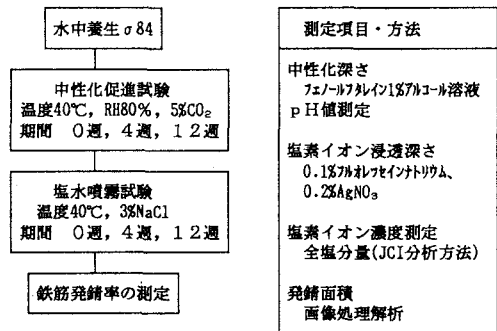 水中養生σ84
中性化促進試験
温度40℃, RH80%, 5%CO₂
期間 0週, 4週, 12週
塩水噴霧試験
温度40℃, 3%NaCl
期間 0週, 4週, 12週
鉄筋発錆率の測定
測定項目・方法
中性化深さ
フェノールフタレイン1%アルコール溶液
pH値測定
塩素イオン浸透深さ
0.1%フルオレッセインナトリウム、
0.2%AgNO₃
塩素イオン濃度測定
全塩分量(JCI分析方法)
発錆面積
画像処理解析